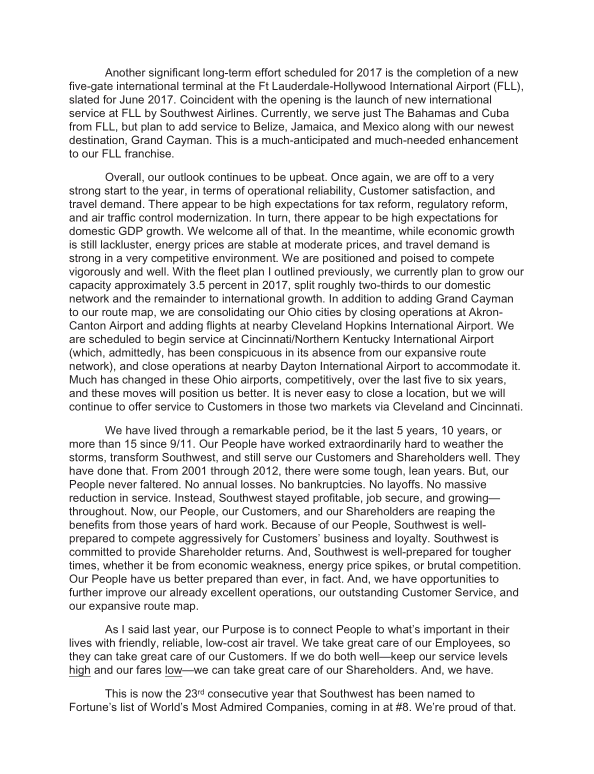 Another significant long-term effort scheduled for 2017 is the completion of a new
five-gate international terminal at the Ft Lauderdale-Hollywood International Airport (FLL),
slated for June 2017. Coincident with the opening is the launch of new international
service at FLL by Southwest Airlines. Currently, we serve just The Bahamas and Cuba
from FLL, but plan to add service to Belize, Jamaica, and Mexico along with our newest
destination, Grand Cayman. This is a much-anticipated and much-needed enhancement
to our FLL franchise.
Overall, our outlook continues to be upbeat. Once again, we are off to a very
strong start to the year, in terms of operational reliability, Customer satisfaction, and
travel demand. There appear to be high expectations for tax reform, regulatory reform,
and air traffic control modernization. In turn, there appear to be high expectations for
domestic GDP growth. We welcome all of that. In the meantime, while economic growth
is still lackluster, energy prices are stable at moderate prices, and travel demand is
strong in a very competitive environment. We are positioned and poised to compete
vigorously and well. With the fleet plan I outlined previously, we currently plan to grow our
capacity approximately 3.5 percent in 2017, split roughly two-thirds to our domestic
network and the remainder to international growth. In addition to adding Grand Cayman
to our route map, we are consolidating our Ohio cities by closing operations at Akron-
Canton Airport and adding flights at nearby Cleveland Hopkins International Airport. We
are scheduled to begin service at Cincinnati/Northern Kentucky International Airport
(which, admittedly, has been conspicuous in its absence from our expansive route
network), and close operations at nearby Dayton International Airport to accommodate it.
Much has changed in these Ohio airports, competitively, over the last five to six years,
and these moves will position us better. It is never easy to close a location, but we will
continue to offer service to Customers in those two markets via Cleveland and Cincinnati.
We have lived through a remarkable period, be it the last 5 years, 10 years, or
more than 15 since 9/11. Our People have worked extraordinarily hard to weather the
storms, transform Southwest, and still serve our Customers and Shareholders well. They
have done that. From 2001 through 2012, there were some tough, lean years. But, our
People never faltered. No annual losses. No bankruptcies. No layoffs. No massive
reduction in service. Instead, Southwest stayed profitable, job secure, and growing—
throughout. Now, our People, our Customers, and our Shareholders are reaping the
benefits from those years of hard work. Because of our People, Southwest is well-
prepared to compete aggressively for Customers' business and loyalty. Southwest is
committed to provide Shareholder returns. And, Southwest is well-prepared for tougher
times, whether it be from economic weakness, energy price spikes, or brutal competition.
Our People have us better prepared than ever, in fact. And, we have opportunities to
further improve our already excellent operations, our outstanding Customer Service, and
our expansive route map.
As I said last year, our Purpose is to connect People to what's important in their
lives with friendly, reliable, low-cost air travel. We take great care of our Employees, so
they can take great care of our Customers. If we do both well—keep our service levels
high and our fares low—we can take great care of our Shareholders. And, we have.
This is now the 23rd consecutive year that Southwest has been named to
Fortune's list of World's Most Admired Companies, coming in at #8. We're proud of that.